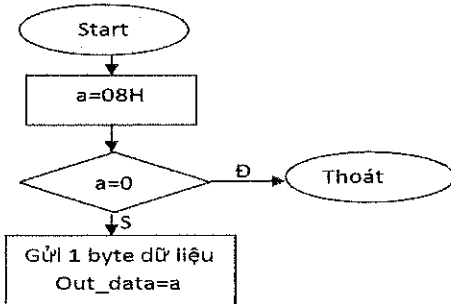 Start
a=08H
a=0
Đ
Thoát
S
Gửi 1 byte dữ liệu
Out_data=a